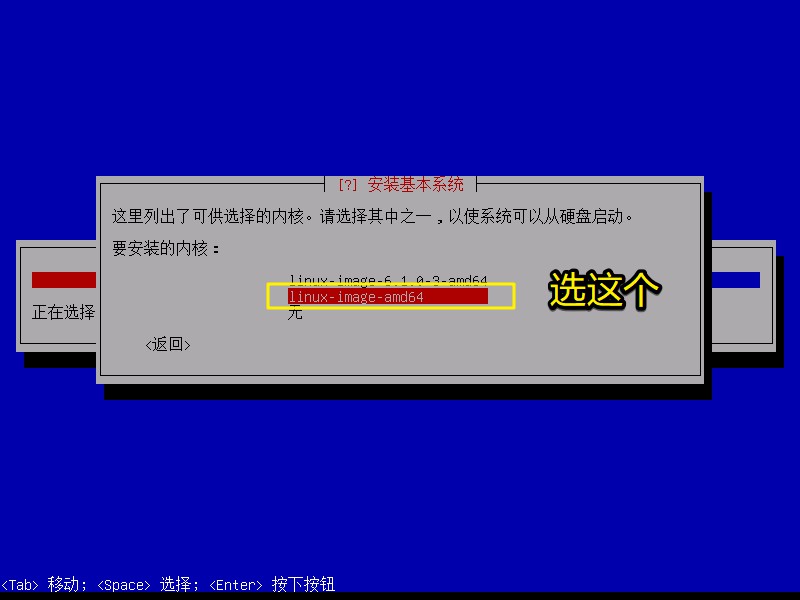 [?] 安装基本系统
这里列出了可供选择的内核。请选择其中之一，以使系统可以从硬盘启动。
要安装的内核：
linux-image-6.1.0-3-amd64
linux-image-amd64
选这个
无
正在选择
<返回>
<Tab> 移动; <Space> 选择; <Enter> 按下按钮